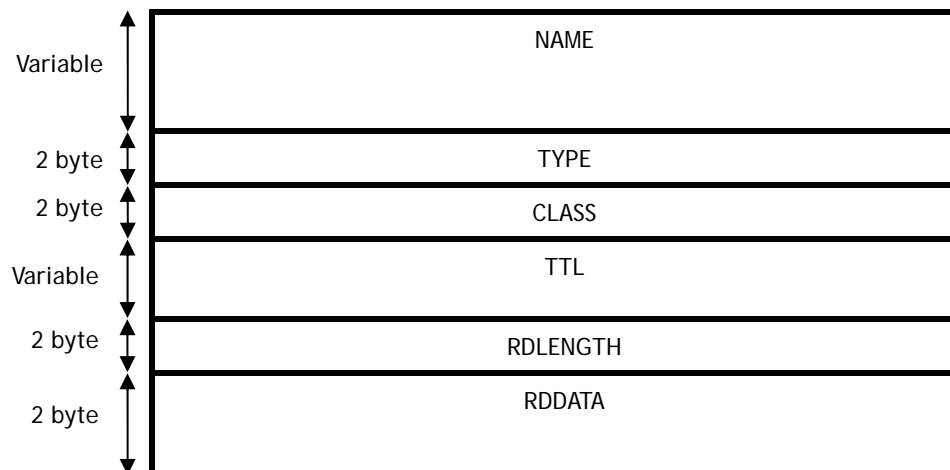 NAME
Variable
2 byte TYPE
2 byte CLASS
Variable TTL
2 byte RDLENGTH
2 byte RDDATA